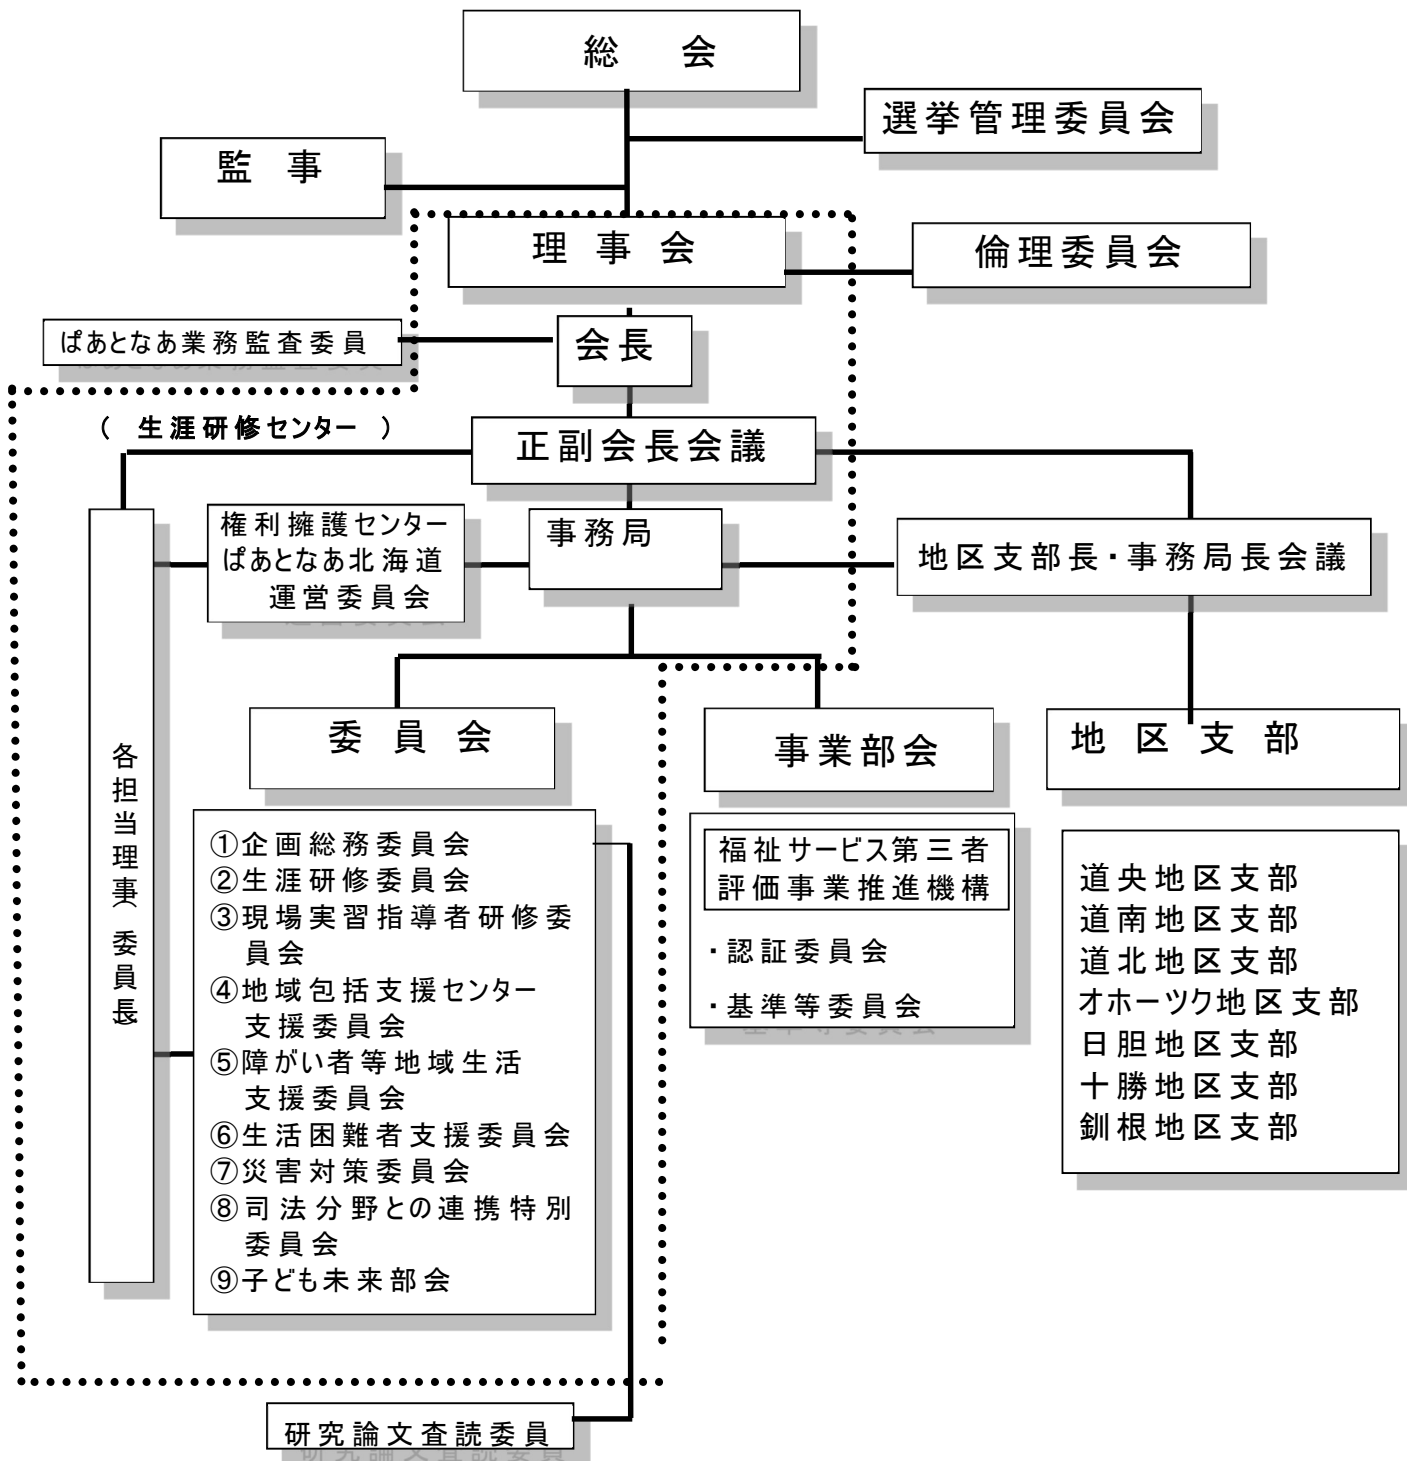 総会
選挙管理委員会
監事
理事会
倫理委員会
ぱあとなあ業務監査委員
会長
（ 生涯研修センター ）
正副会長会議
権利擁護センター
ぱあとなあ北海道
運営委員会
事務局
地区支部長・事務局長会議
各担当理事（委員長）
委員会
①企画総務委員会
②生涯研修委員会
③現場実習指導者研修委
員会
④地域包括支援センター
支援委員会
⑤障がい者等地域生活
支援委員会
⑥生活困難者支援委員会
⑦災害対策委員会
⑧司法分野との連携特別
委員会
⑨子ども未来部会
事業部会
福祉サービス第三者
評価事業推進機構
・認証委員会
・基準等委員会
地区支部
道央地区支部
道南地区支部
道北地区支部
オホーツク地区支部
日胆地区支部
十勝地区支部
釧根地区支部
研究論文査読委員